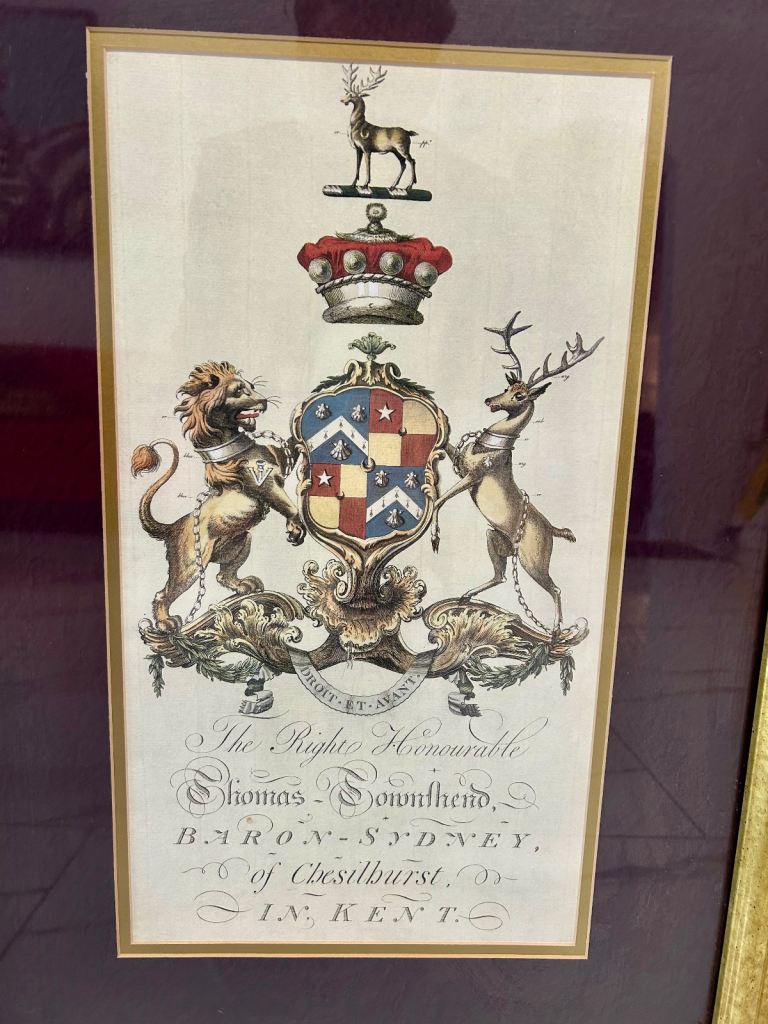 DROIT·ET·AVANT.
The Right Honourable
Thomas-Townſhend,
BARON-SYDNEY,
of Chesilhurst,
IN KENT.